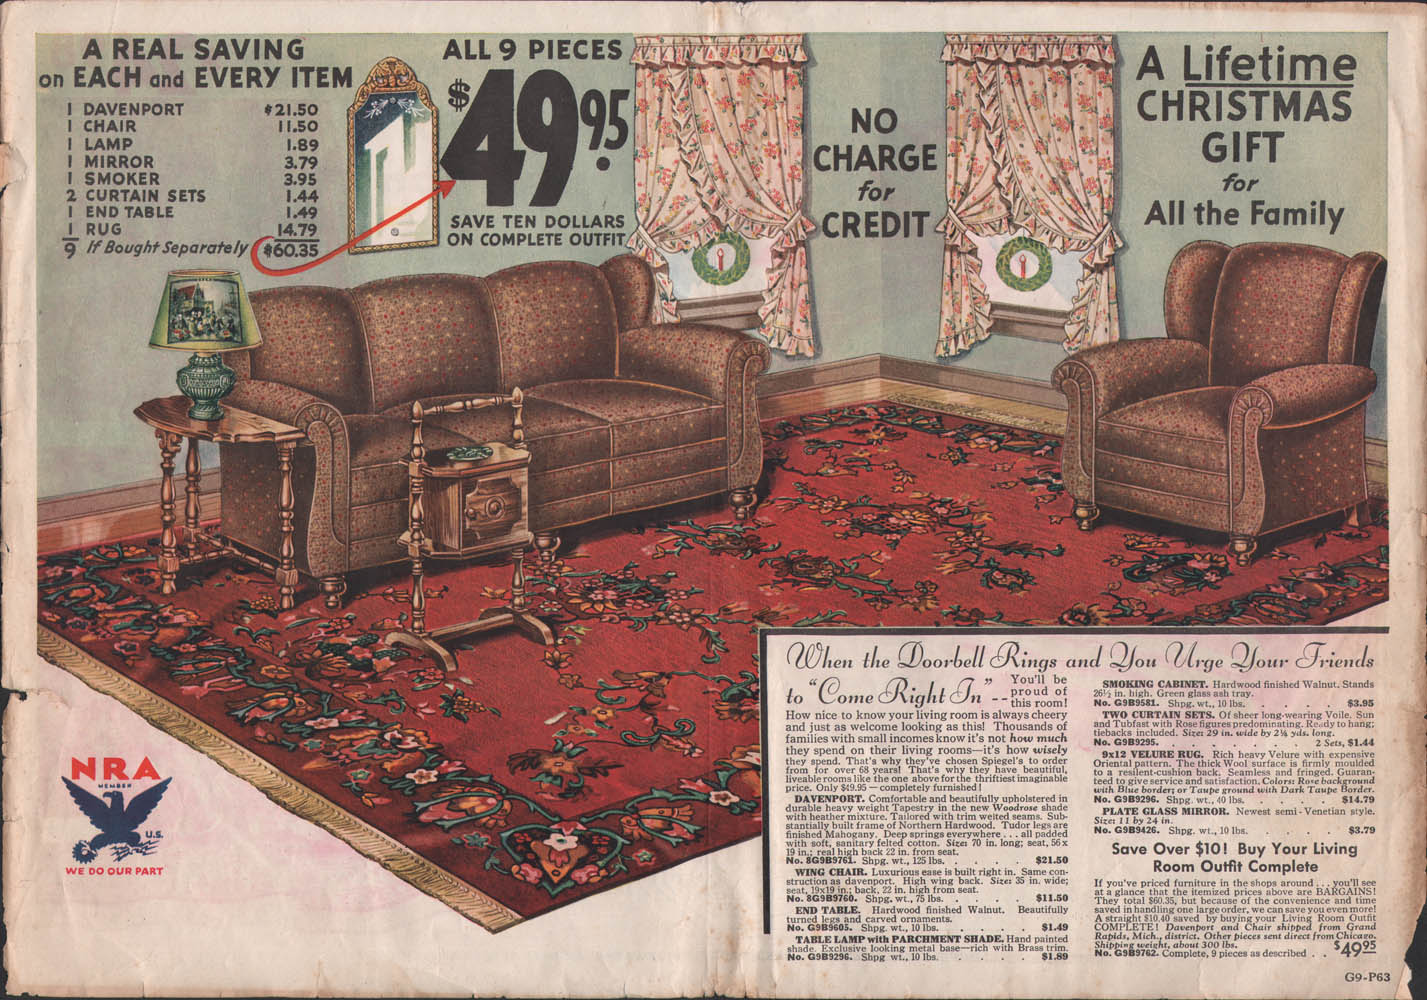 A REAL SAVING
on EACH and EVERY ITEM
1 DAVENPORT $21.50
1 CHAIR 11.50
1 LAMP 1.89
1 MIRROR 3.79
1 SMOKER 3.95
2 CURTAIN SETS 1.44
1 END TABLE 1.49
1 RUG 14.79
9 If Bought Separately $60.35
ALL 9 PIECES
$49.95
SAVE TEN DOLLARS
ON COMPLETE OUTFIT
NO
CHARGE
for
CREDIT
A Lifetime
CHRISTMAS
GIFT
for
All the Family
NRA
MEMBER
U.S.
WE DO OUR PART
When the Doorbell Rings and You Urge Your Friends
to "Come Right In" -- You'll be
proud of
this room!
How nice to know your living room is always cheery
and just as welcome looking as this! Thousands of
families with small incomes know it's not how much
they spend on their living rooms—it's how wisely
they spend. That's why they've chosen Spiegel's to order
from for over 68 years! That's why they have beautiful,
liveable rooms like the one above for the thriftiest imaginable
price. Only $49.95—completely furnished!
DAVENPORT. Comfortable and beautifully upholstered in
durable heavy weight Tapestry in the new Woodrose shade
with heather mixture. Tailored with trim welted seams. Sub-
stantially built frame of Northern Hardwood. Tudor legs are
finished Mahogany. Deep springs everywhere . . . all padded
with soft, sanitary felted cotton. Size: 70 in. long; seat, 56 x
19 in.; real high back 22 in. from seat.
No. 8G9B9761. Shpg. wt., 125 lbs. . . . . $21.50
WING CHAIR. Luxurious ease is built right in. Same con-
struction as davenport. High wing back. Size: 35 in. wide;
seat, 19x19 in.; back, 22 in. high from seat.
No. 8G9B9760. Shpg. wt., 75 lbs. . . . . $11.50
END TABLE. Hardwood finished Walnut. Beautifully
turned legs and carved ornaments.
No. G9B9605. Shpg. wt., 10 lbs. . . . . $1.49
TABLE LAMP with PARCHMENT SHADE. Hand painted
shade. Exclusive looking metal base—rich with Brass trim.
No. G9B9296. Shpg. wt., 10 lbs. . . . . $1.89
SMOKING CABINET. Hardwood finished Walnut. Stands
26½ in. high. Green glass ash tray.
No. G9B9581. Shpg. wt., 10 lbs. . . . . $3.95
TWO CURTAIN SETS. Of sheer long-wearing Voile. Sun
and Tubfast with Rose figures predominating. Ready to hang;
tiebacks included. Size: 29 in. wide by 2⅙ yds. long.
No. G9B9295. . . . . . 2 Sets, $1.44
9x12 VELURE RUG. Rich heavy Velure with expensive
Oriental pattern. The thick Wool surface is firmly moulded
to a resilent-cushion back. Seamless and fringed. Guaran-
teed to give service and satisfaction. Colors: Rose background
with Blue border; or Taupe ground with Dark Taupe Border.
No. G9B9296. Shpg. wt., 40 lbs. . . . . $14.79
PLATE GLASS MIRROR. Newest semi-Venetian style.
Size: 11 by 24 in.
No. G9B9426. Shpg. wt., 10 lbs. . . . . $3.79
Save Over $10! Buy Your Living
Room Outfit Complete
If you've priced furniture in the shops around . . . you'll see
at a glance that the itemized prices above are BARGAINS!
They total $60.35, but because of the convenience and time
saved in handling one large order, we can save you even more!
A straight $10.40 saved by buying your Living Room Outfit
COMPLETE! Davenport and Chair shipped from Grand
Rapids, Mich., district. Other pieces sent direct from Chicago.
Shipping weight, about 300 lbs.
No. G9B9762. Complete, 9 pieces as described . . $49.95
G9-P63